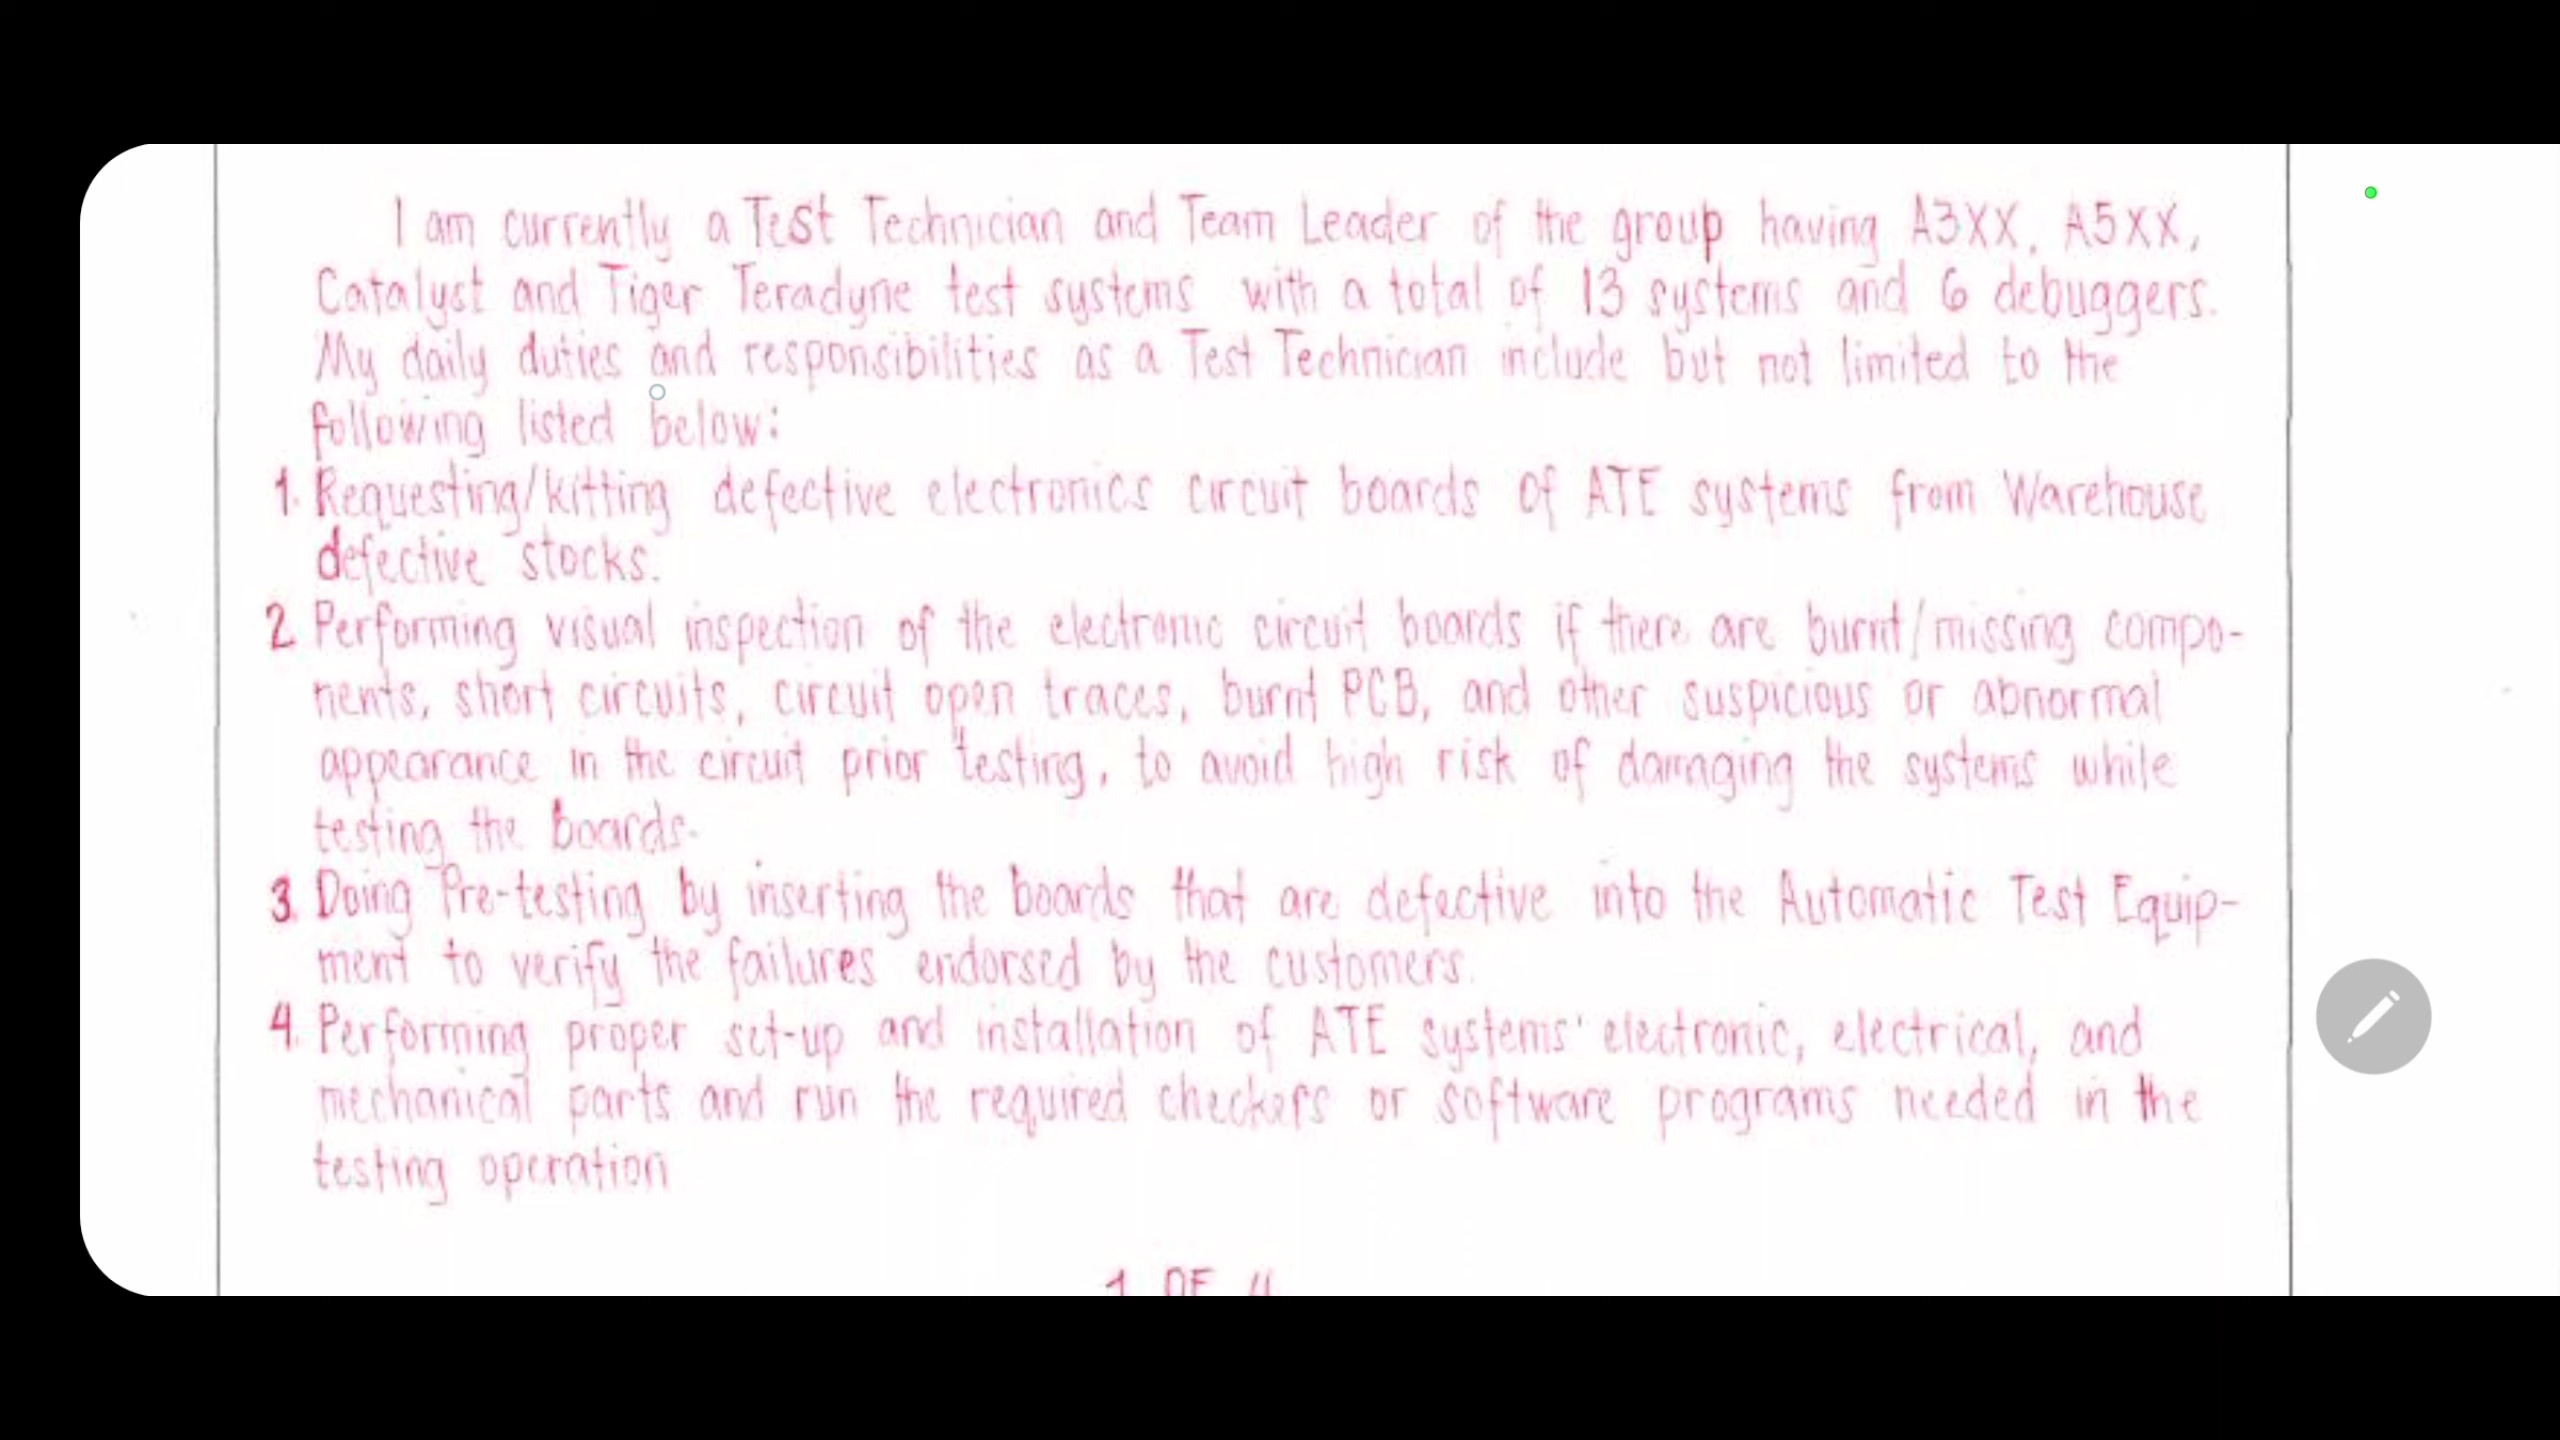 I am currently a Test Technician and Team Leader of the group having A3XX, A5XX,
Catalyst and Tiger Teradyne test systems with a total of 13 systems and 6 debuggers.
My daily duties and responsibilities as a Test Technician include but not limited to the
following listed below:
1. Requesting/kitting defective electronics circuit boards of ATE systems from Warehouse
defective stocks.
2. Performing visual inspection of the electronic circuit boards if there are burnt/missing compo-
nents, short circuits, circuit open traces, burnt PCB, and other suspicious or abnormal
appearance in the circuit prior testing, to avoid high risk of damaging the systems while
testing the boards.
3. Doing Pre-testing by inserting the boards that are defective into the Automatic Test Equip-
ment to verify the failures endorsed by the customers.
4. Performing proper set-up and installation of ATE systems' electronic, electrical, and
mechanical parts and run the required checkers or software programs needed in the
testing operation
1 OF 4